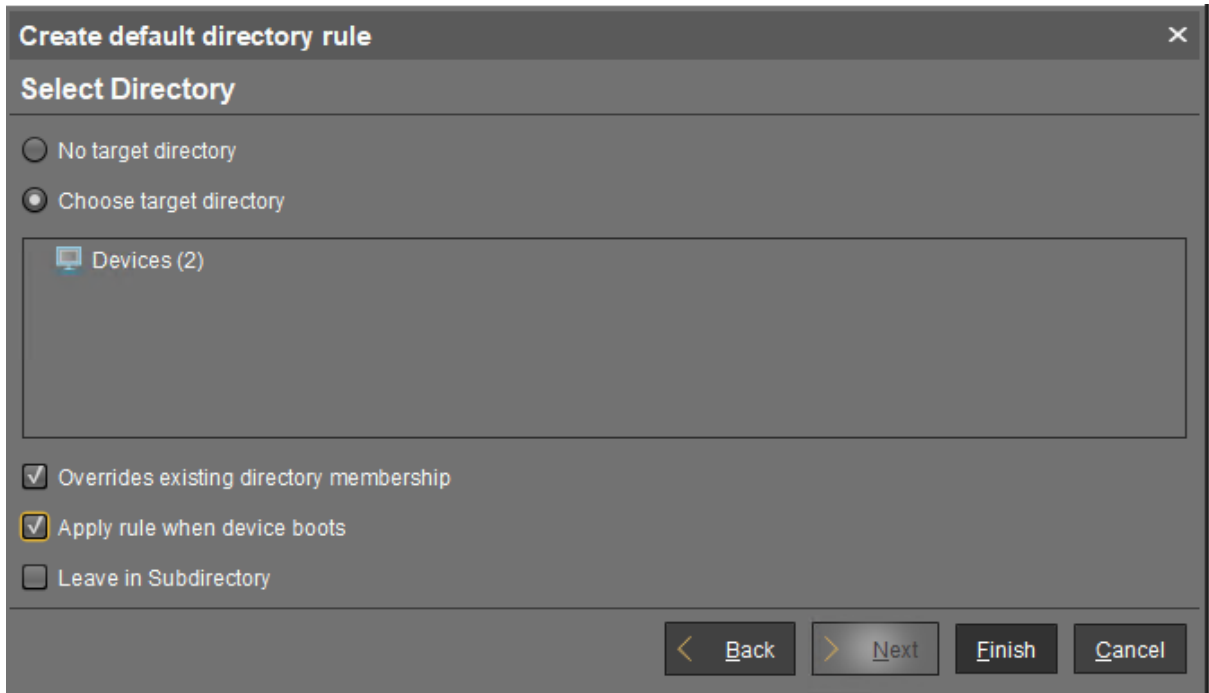 Create default directory rule
Select Directory
No target directory
Choose target directory
Devices (2)
Overrides existing directory membership
Apply rule when device boots
Leave in Subdirectory
Back Next Finish Cancel